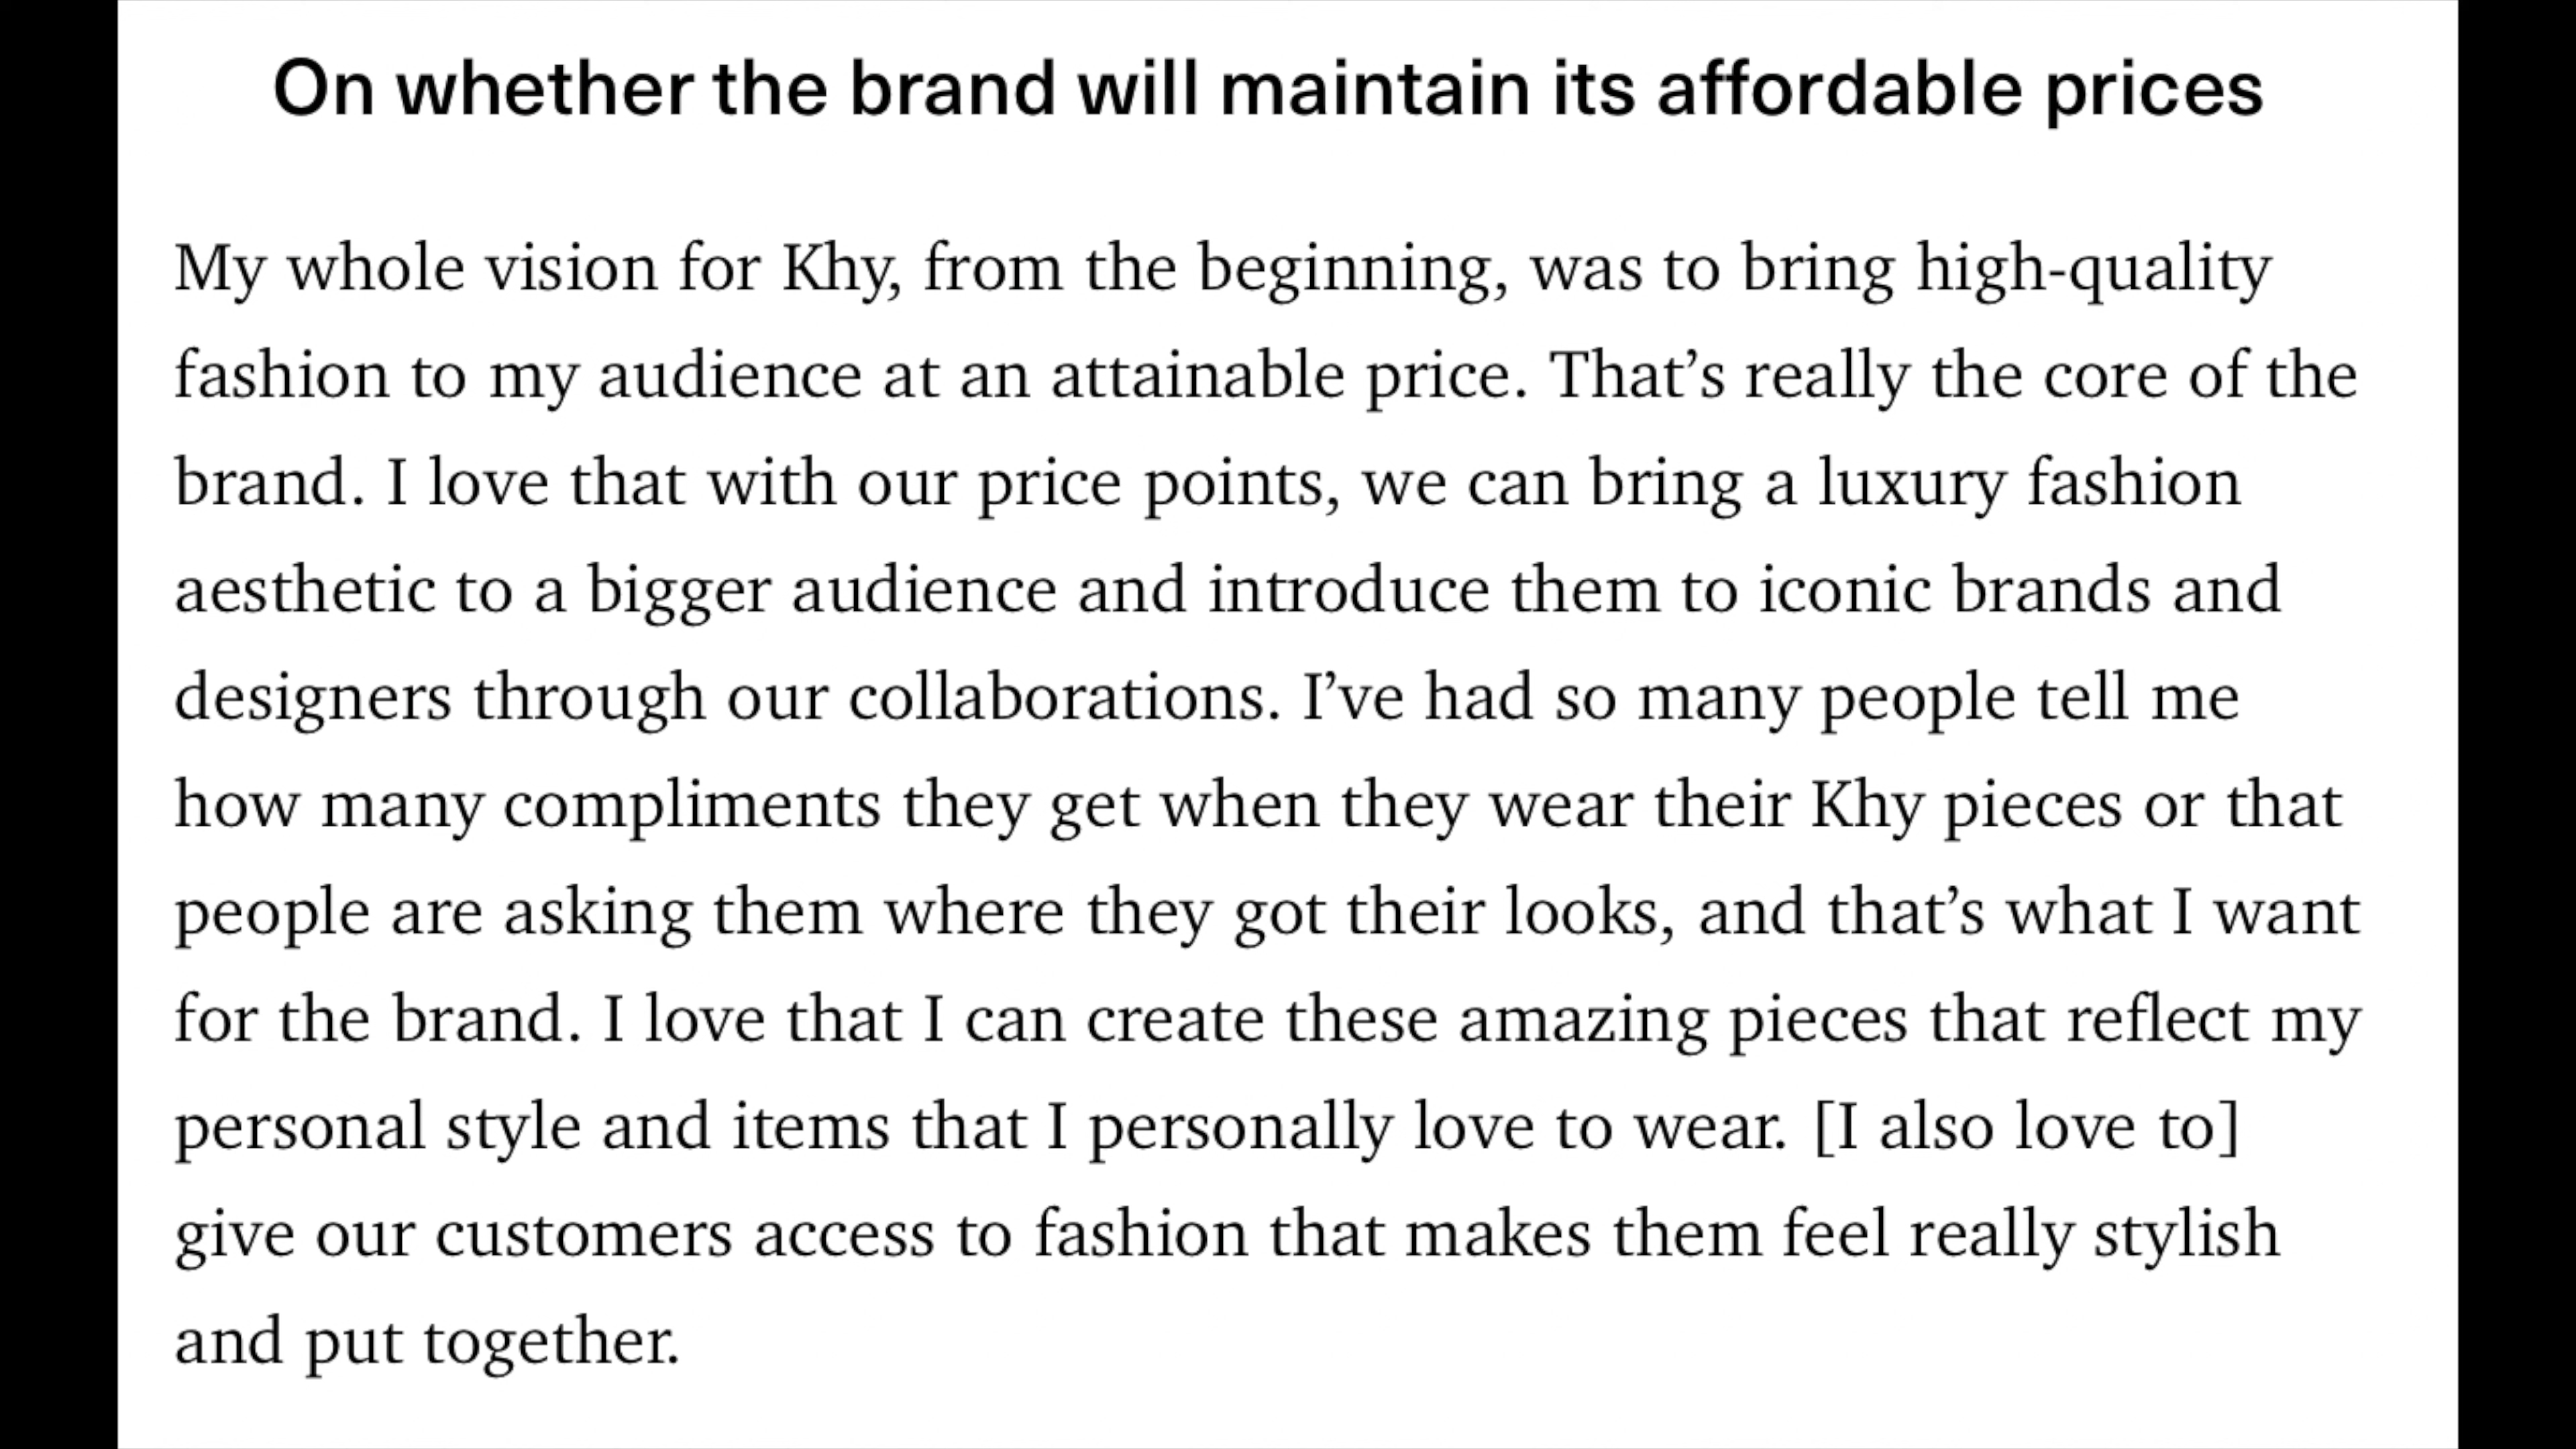 On whether the brand will maintain its affordable prices
My whole vision for Khy, from the beginning, was to bring high-quality
fashion to my audience at an attainable price. That’s really the core of the
brand. I love that with our price points, we can bring a luxury fashion
aesthetic to a bigger audience and introduce them to iconic brands and
designers through our collaborations. I’ve had so many people tell me
how many compliments they get when they wear their Khy pieces or that
people are asking them where they got their looks, and that’s what I want
for the brand. I love that I can create these amazing pieces that reflect my
personal style and items that I personally love to wear. [I also love to]
give our customers access to fashion that makes them feel really stylish
and put together.